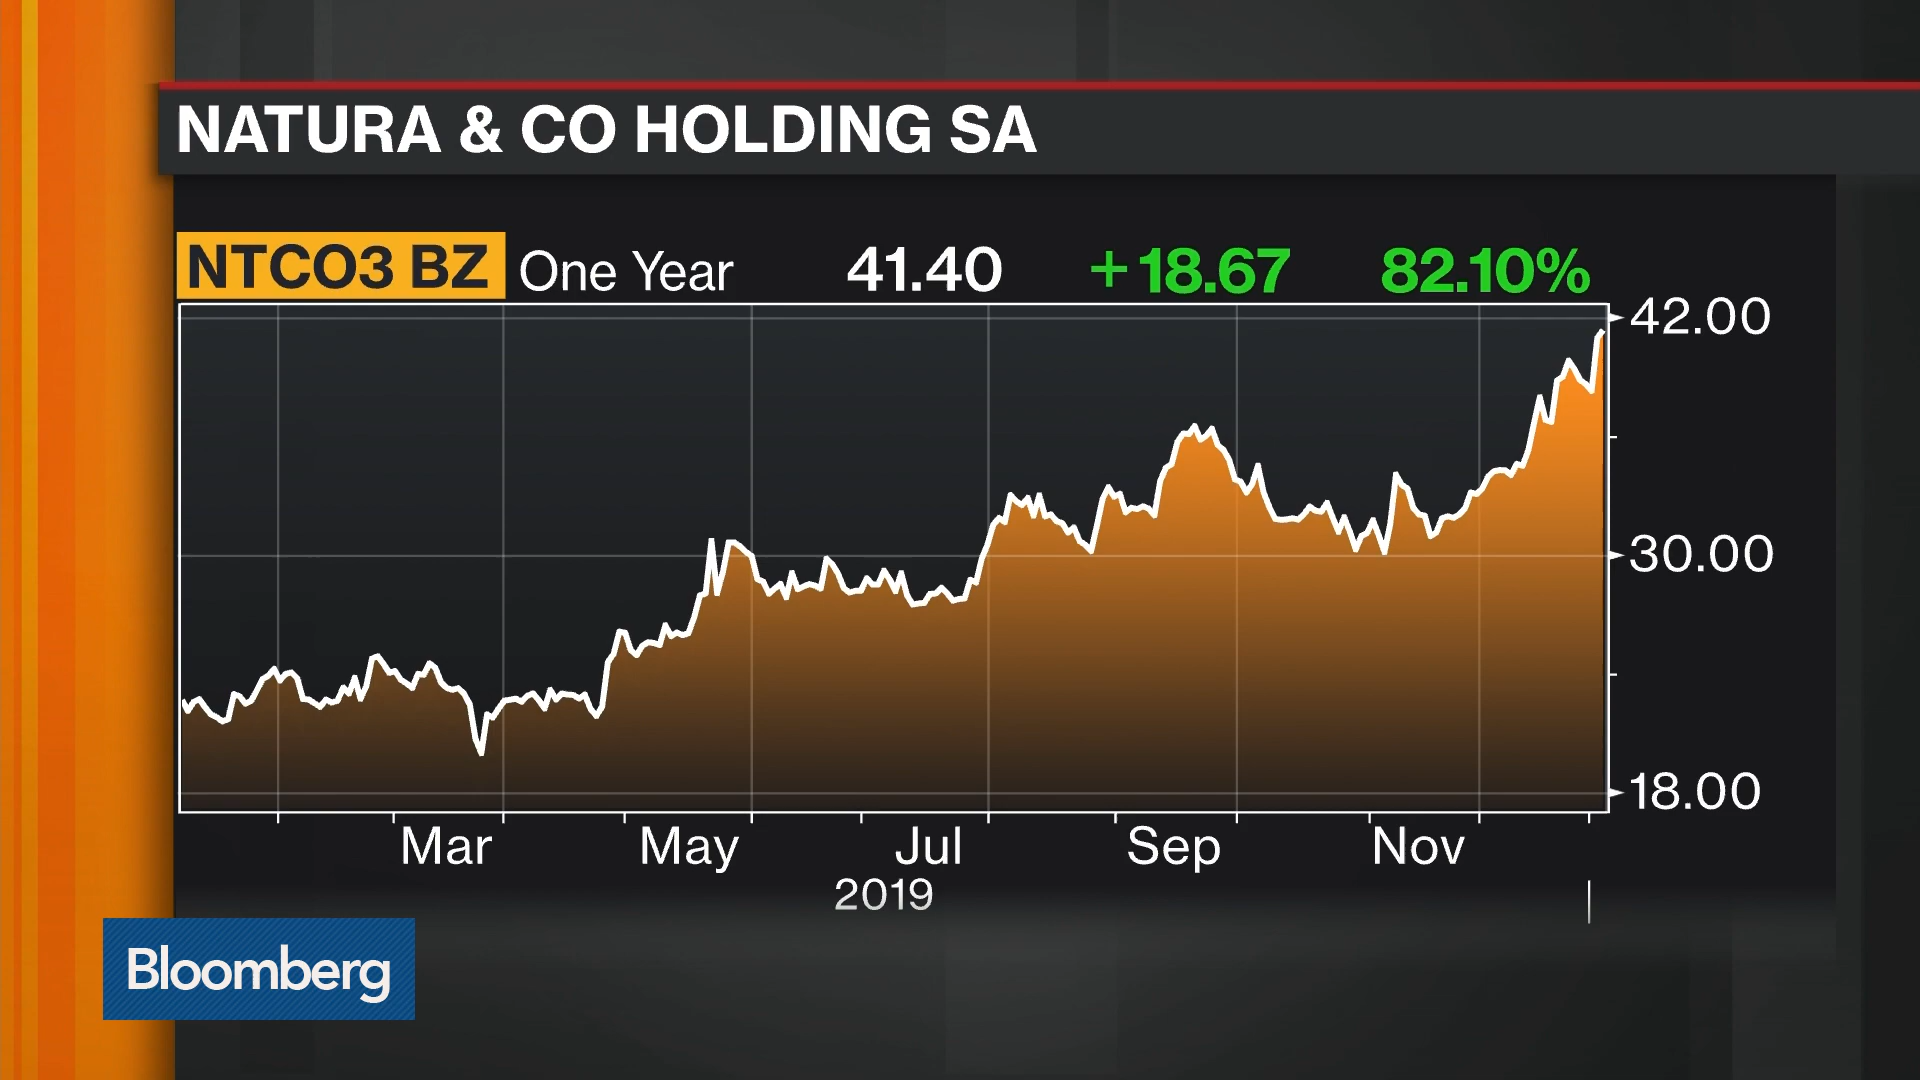 NATURA & CO HOLDING SA
NTCO3 BZ One Year 41.40 +18.67 82.10%
42.00
30.00
18.00
Mar May Jul Sep Nov
2019
Bloomberg